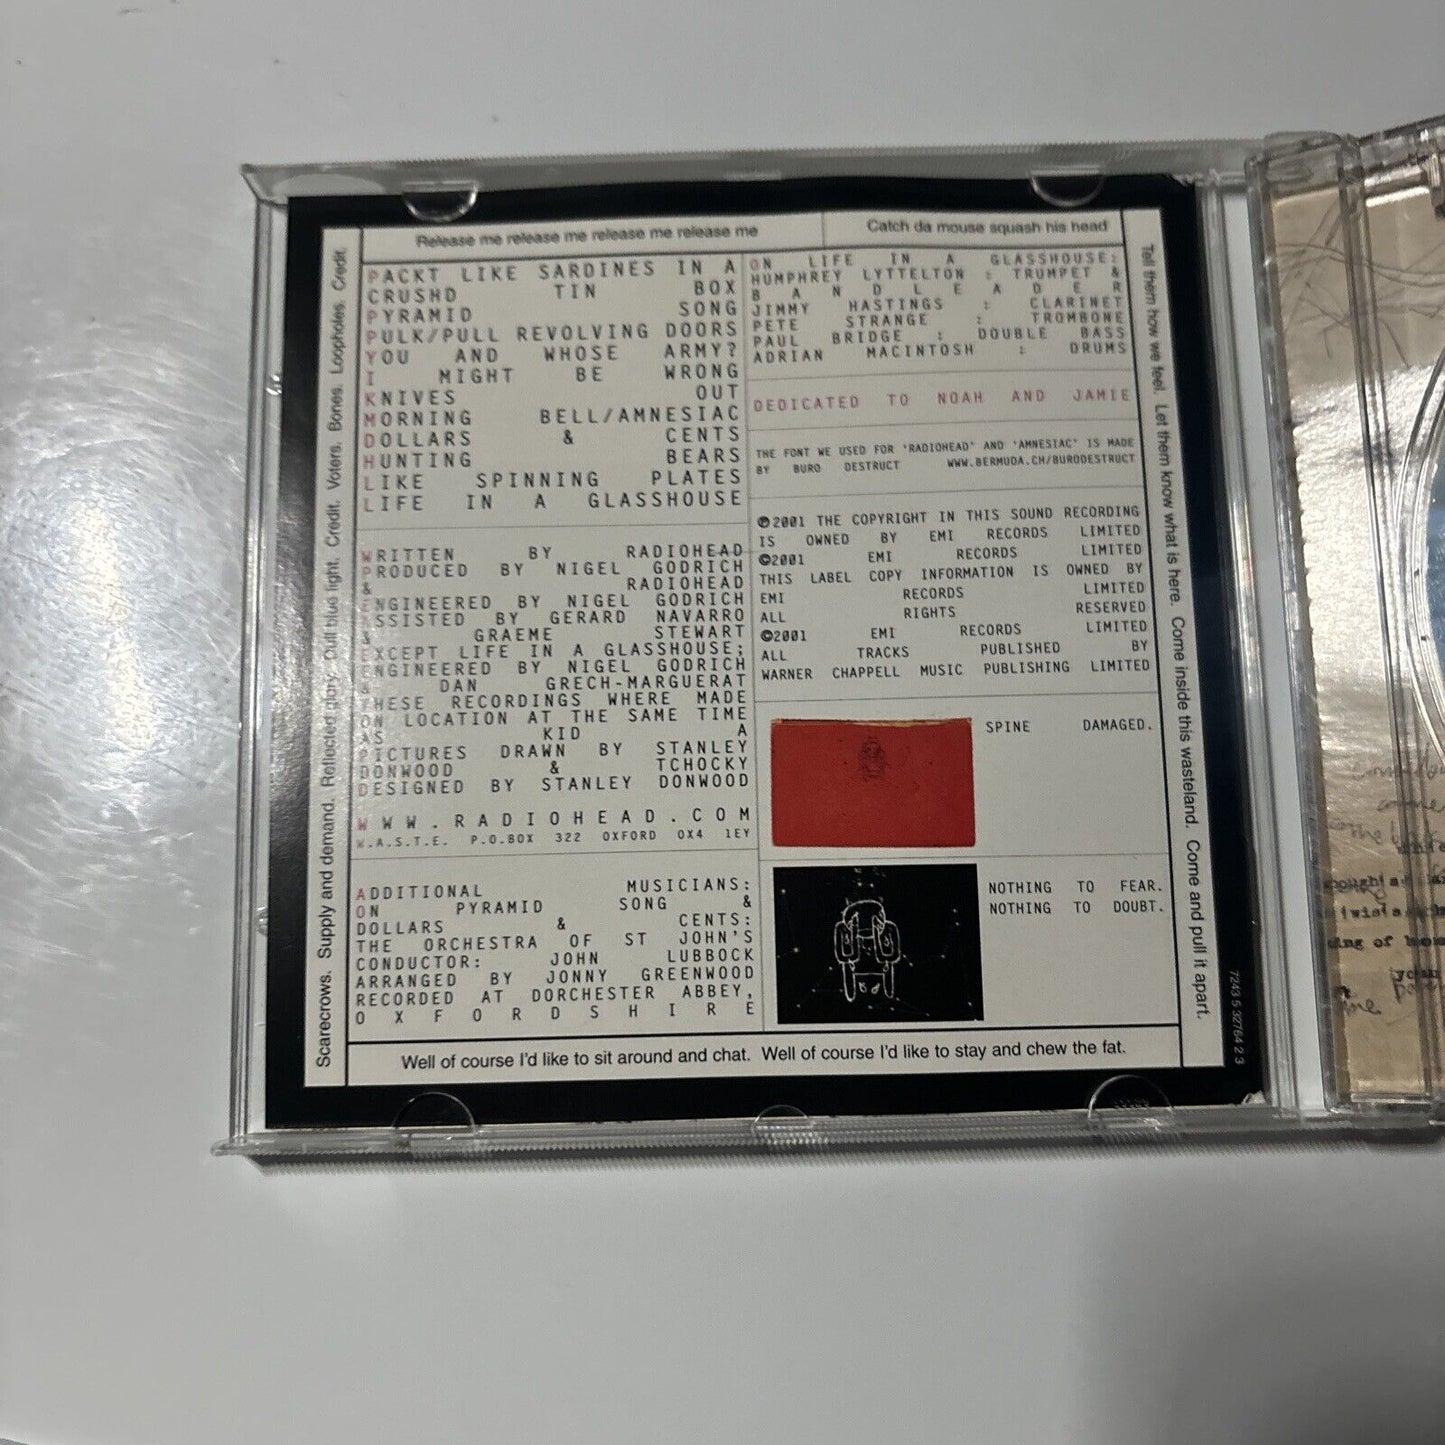 Release me release me release me release me
Catch da mouse squash his head
Scarecrows. Supply and demand. Reflected glory. Dull blue light. Credit. Voters. Bones. Loopholes. Credit.
PACKT LIKE SARDINES IN A
CRUSHD TIN BOX
PYRAMID SONG
PULK/PULL REVOLVING DOORS
YOU AND WHOSE ARMY?
I MIGHT BE WRONG
KNIVES OUT
MORNING BELL/AMNESIAC
DOLLARS & CENTS
HUNTING BEARS
LIKE SPINNING PLATES
LIFE IN A GLASSHOUSE
WRITTEN BY RADIOHEAD
PRODUCED BY NIGEL GODRICH
& RADIOHEAD
ENGINEERED BY NIGEL GODRICH
ASSISTED BY GERARD NAVARRO
& GRAEME STEWART
EXCEPT LIFE IN A GLASSHOUSE;
ENGINEERED BY NIGEL GODRICH
& DAN GRECH-MARGUERAT
THESE RECORDINGS WHERE MADE
ON LOCATION AT THE SAME TIME
AS KID A
PICTURES DRAWN BY STANLEY
DONWOOD & TCHOCKY
DESIGNED BY STANLEY DONWOOD
WWW.RADIOHEAD.COM
W.A.S.T.E. P.O.BOX 322 OXFORD OX4 1EY
ADDITIONAL MUSICIANS:
ON PYRAMID SONG &
DOLLARS & CENTS:
THE ORCHESTRA OF ST JOHN'S
CONDUCTOR: JOHN LUBBOCK
ARRANGED BY JONNY GREENWOOD
RECORDED AT DORCHESTER ABBEY,
OXFORDSHIRE
ON LIFE IN A GLASSHOUSE:
HUMPHREY LYTTELTON : TRUMPET &
BANDLEADER
JIMMY HASTINGS : CLARINET
PETE STRANGE : TROMBONE
PAUL BRIDGE : DOUBLE BASS
ADRIAN MACINTOSH : DRUMS
DEDICATED TO NOAH AND JAMIE
THE FONT WE USED FOR 'RADIOHEAD' AND 'AMNESIAC' IS MADE
BY BURO DESTRUCT WWW.BERMUDA.CH/BURODESTRUCT
℗2001 THE COPYRIGHT IN THIS SOUND RECORDING
IS OWNED BY EMI RECORDS LIMITED
©2001 EMI RECORDS LIMITED
THIS LABEL COPY INFORMATION IS OWNED BY
EMI RECORDS LIMITED
ALL RIGHTS RESERVED
©2001 EMI RECORDS LIMITED
ALL TRACKS PUBLISHED BY
WARNER CHAPPELL MUSIC PUBLISHING LIMITED
SPINE DAMAGED.
NOTHING TO FEAR.
NOTHING TO DOUBT.
Tell them how we feel. Let them know what is here. Come inside this wasteland. Come and pull it apart.
Well of course I'd like to sit around and chat. Well of course I'd like to stay and chew the fat.
7243 5 32764 2 3
come